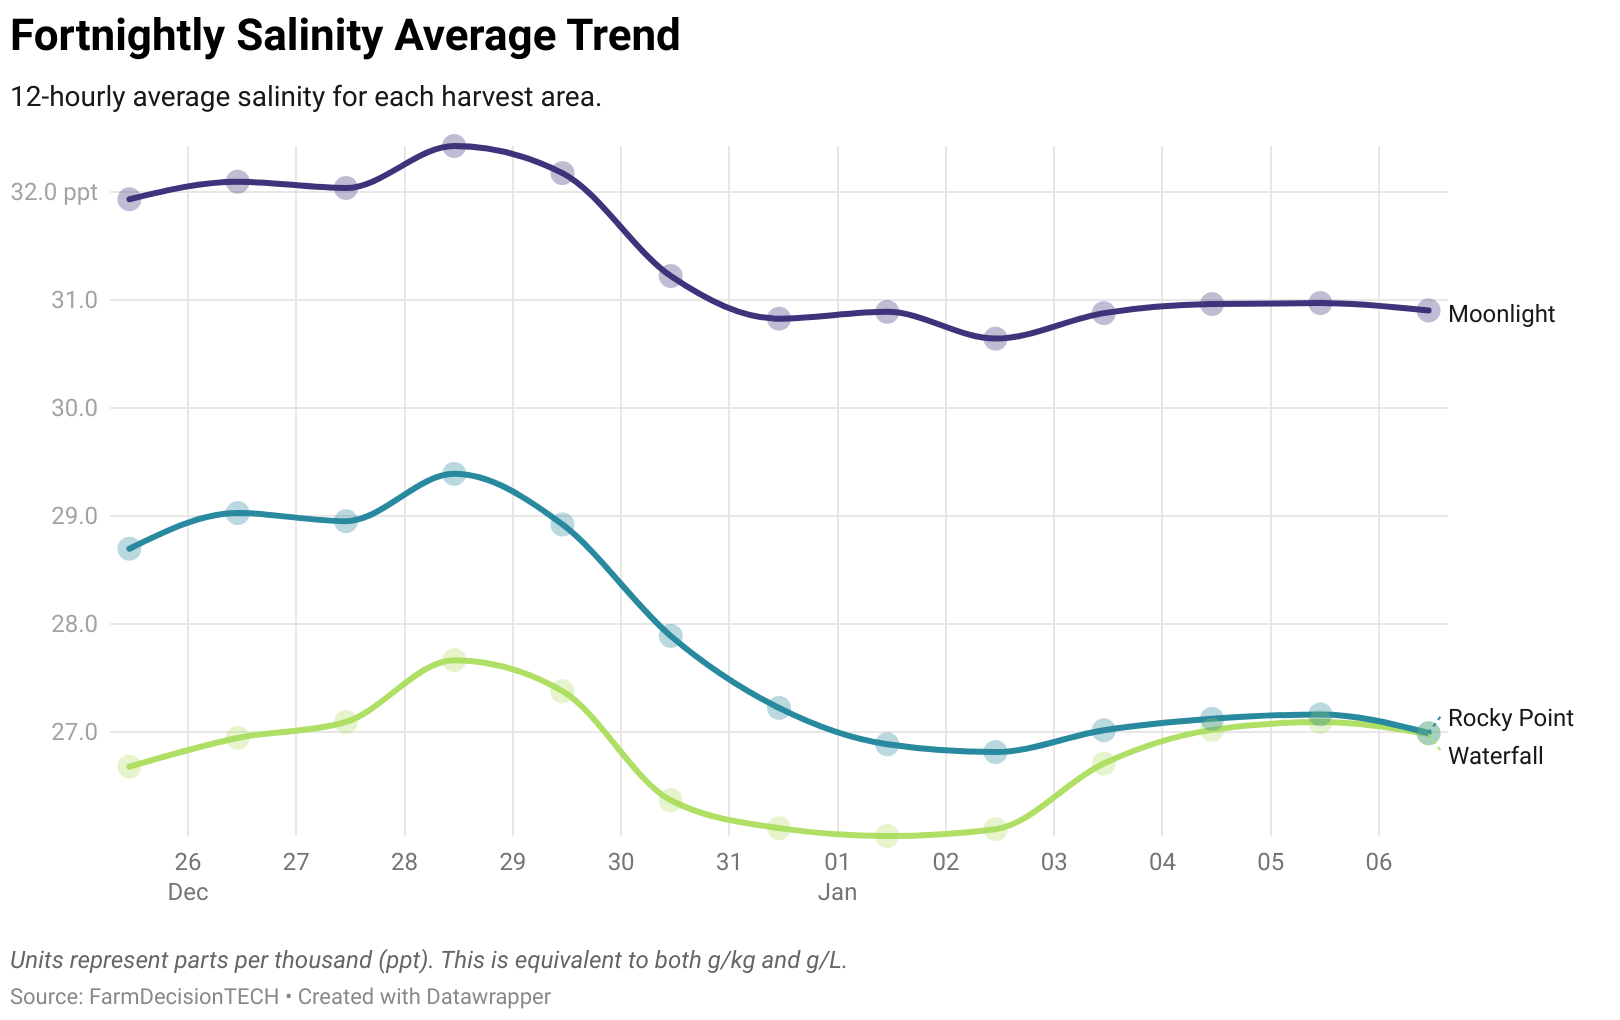 Fortnightly Salinity Average Trend
12-hourly average salinity for each harvest area.
32.0 ppt
31.0
30.0
29.0
28.0
27.0
Moonlight
Rocky Point
Waterfall
26 27 28 29 30 31 01 02 03 04 05 06
Dec Jan
Units represent parts per thousand (ppt). This is equivalent to both g/kg and g/L.
Source: FarmDecisionTECH • Created with Datawrapper